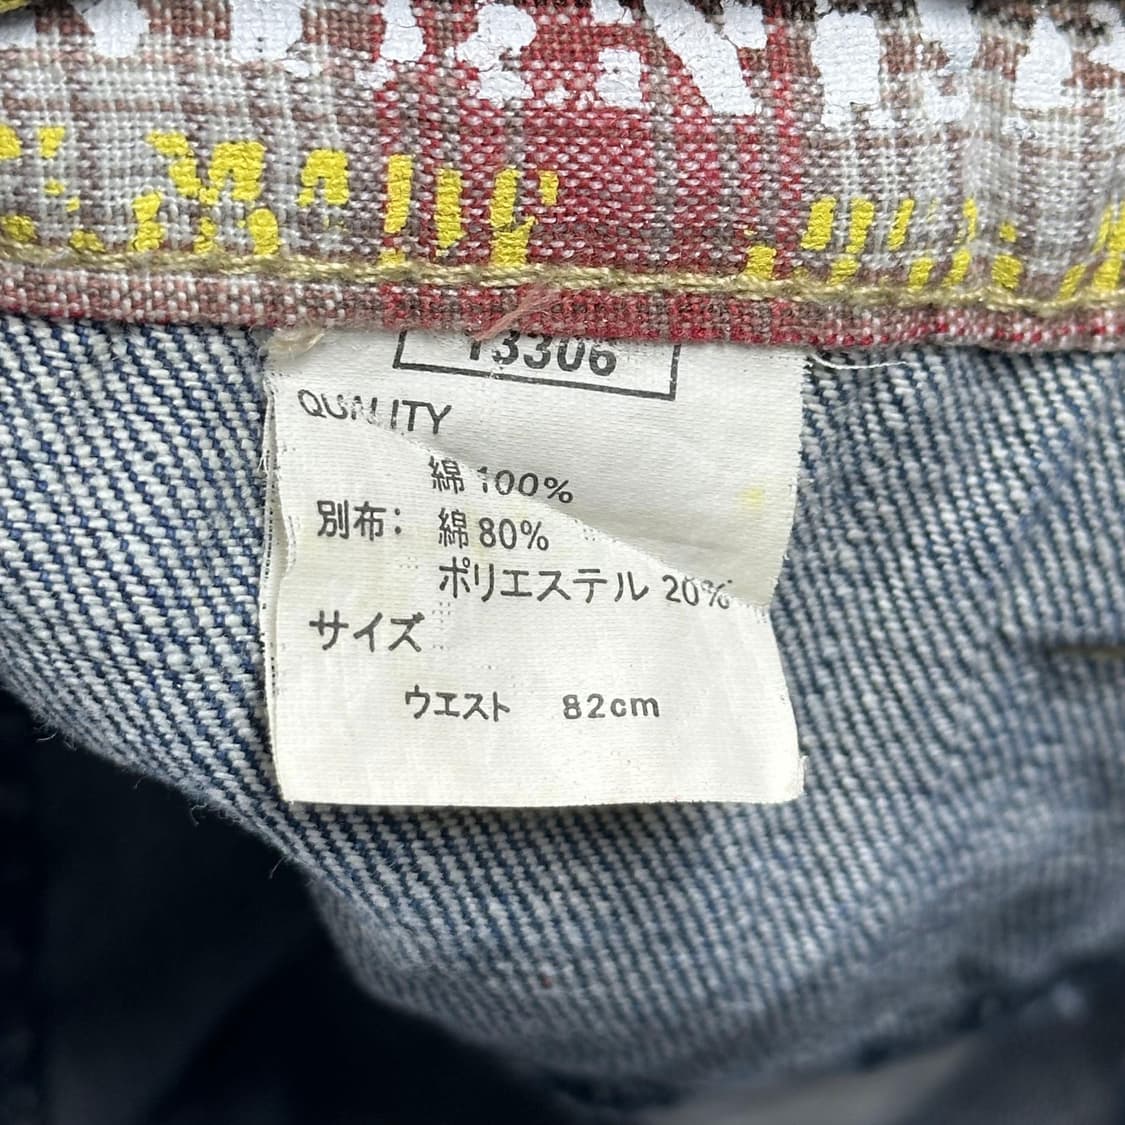 13306
QUALITY
綿 100%
別布: 綿 80%
ポリエステル 20%
サイズ
ウエスト 82cm